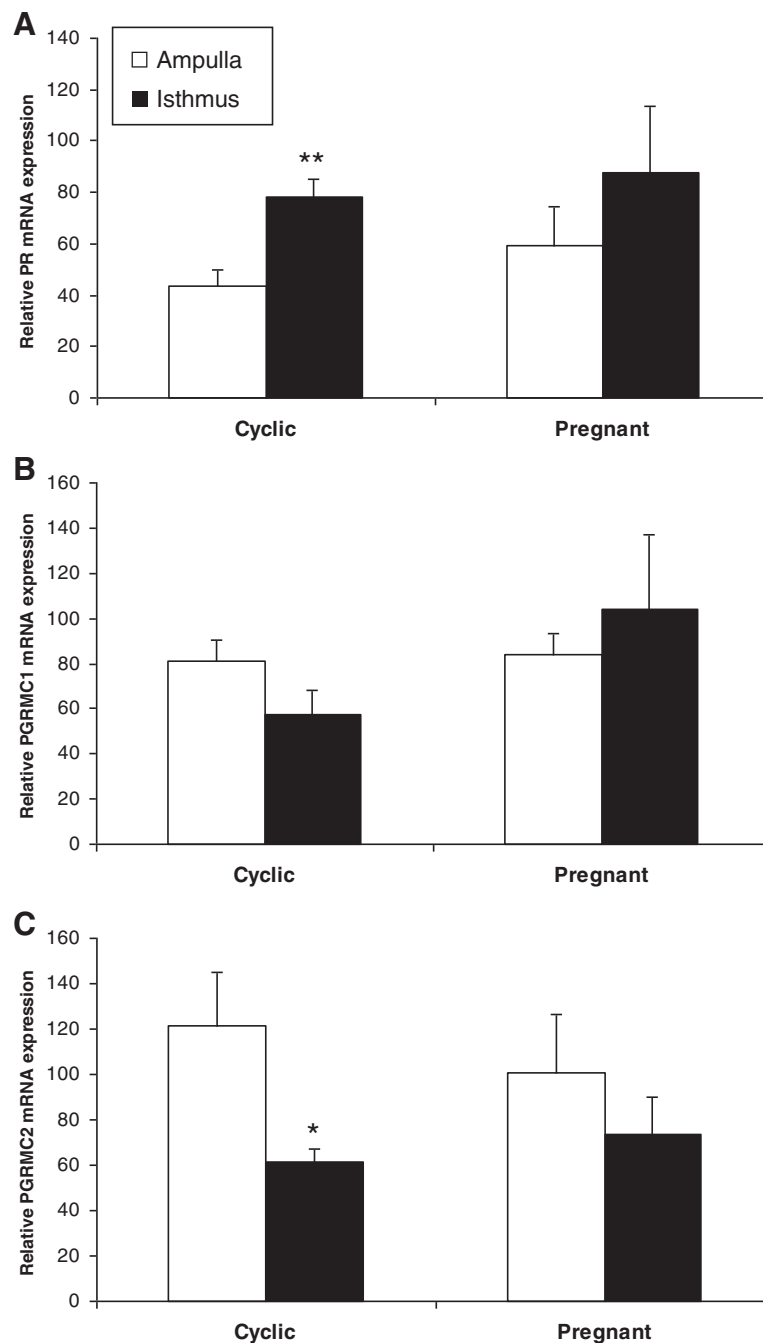 A
140
Ampulla
120
Isthmus
100
**
80
60
40
20
0
Relative PR mRNA expression
Cyclic Pregnant
B
160
140
120
100
80
60
40
20
0
Relative PGRMC1 mRNA expression
Cyclic Pregnant
C
160
140
120
100
80
*
60
40
20
0
Relative PGRMC2 mRNA expression
Cyclic Pregnant